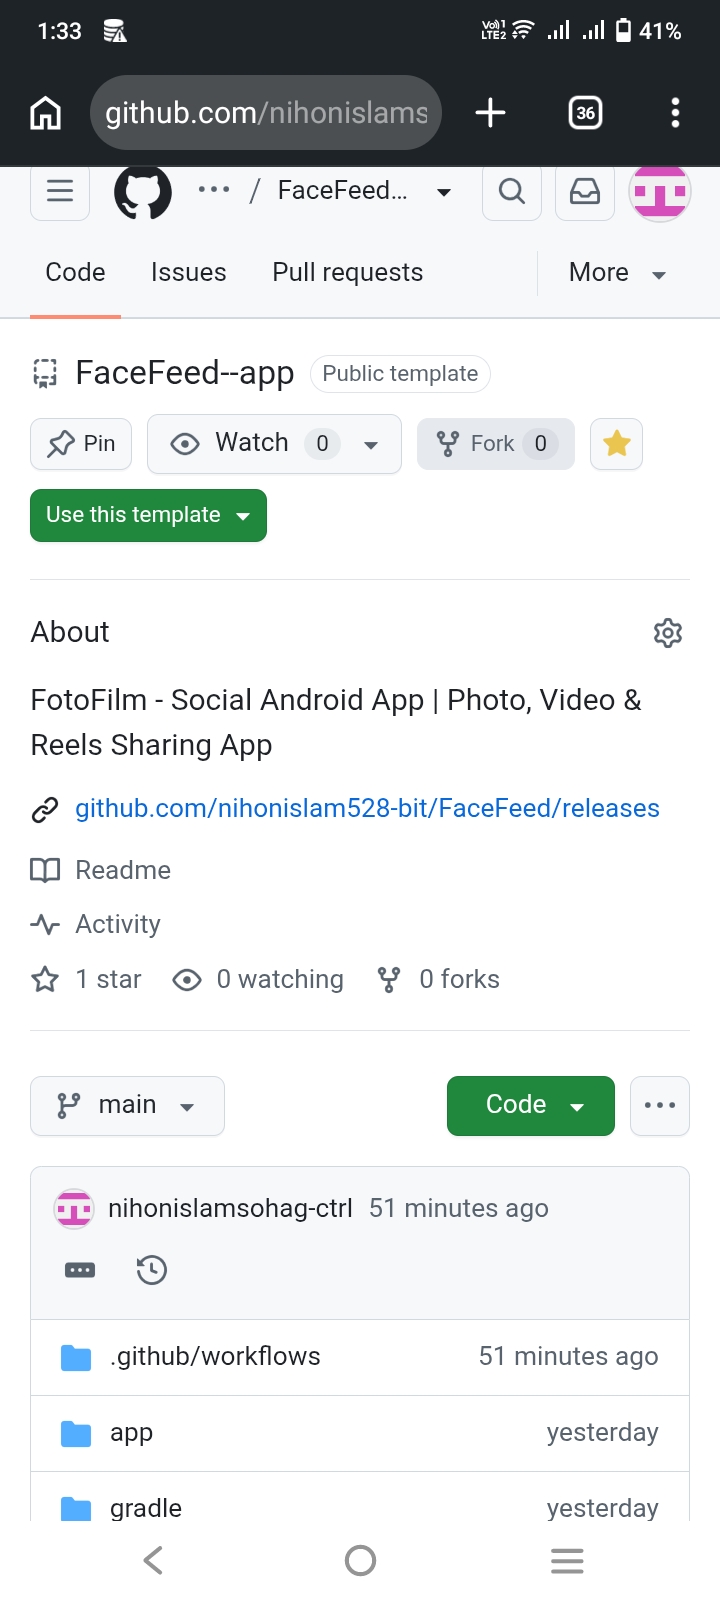 1:33 Vo))1 LTE2 41%
github.com/nihonislams 36
... / FaceFeed...
Code Issues Pull requests More
FaceFeed--app Public template
Pin Watch 0 Fork 0
Use this template
About
FotoFilm - Social Android App | Photo, Video &
Reels Sharing App
github.com/nihonislam528-bit/FaceFeed/releases
Readme
Activity
1 star 0 watching 0 forks
main Code ...
nihonislamsohag-ctrl 51 minutes ago
.github/workflows 51 minutes ago
app yesterday
gradle yesterday